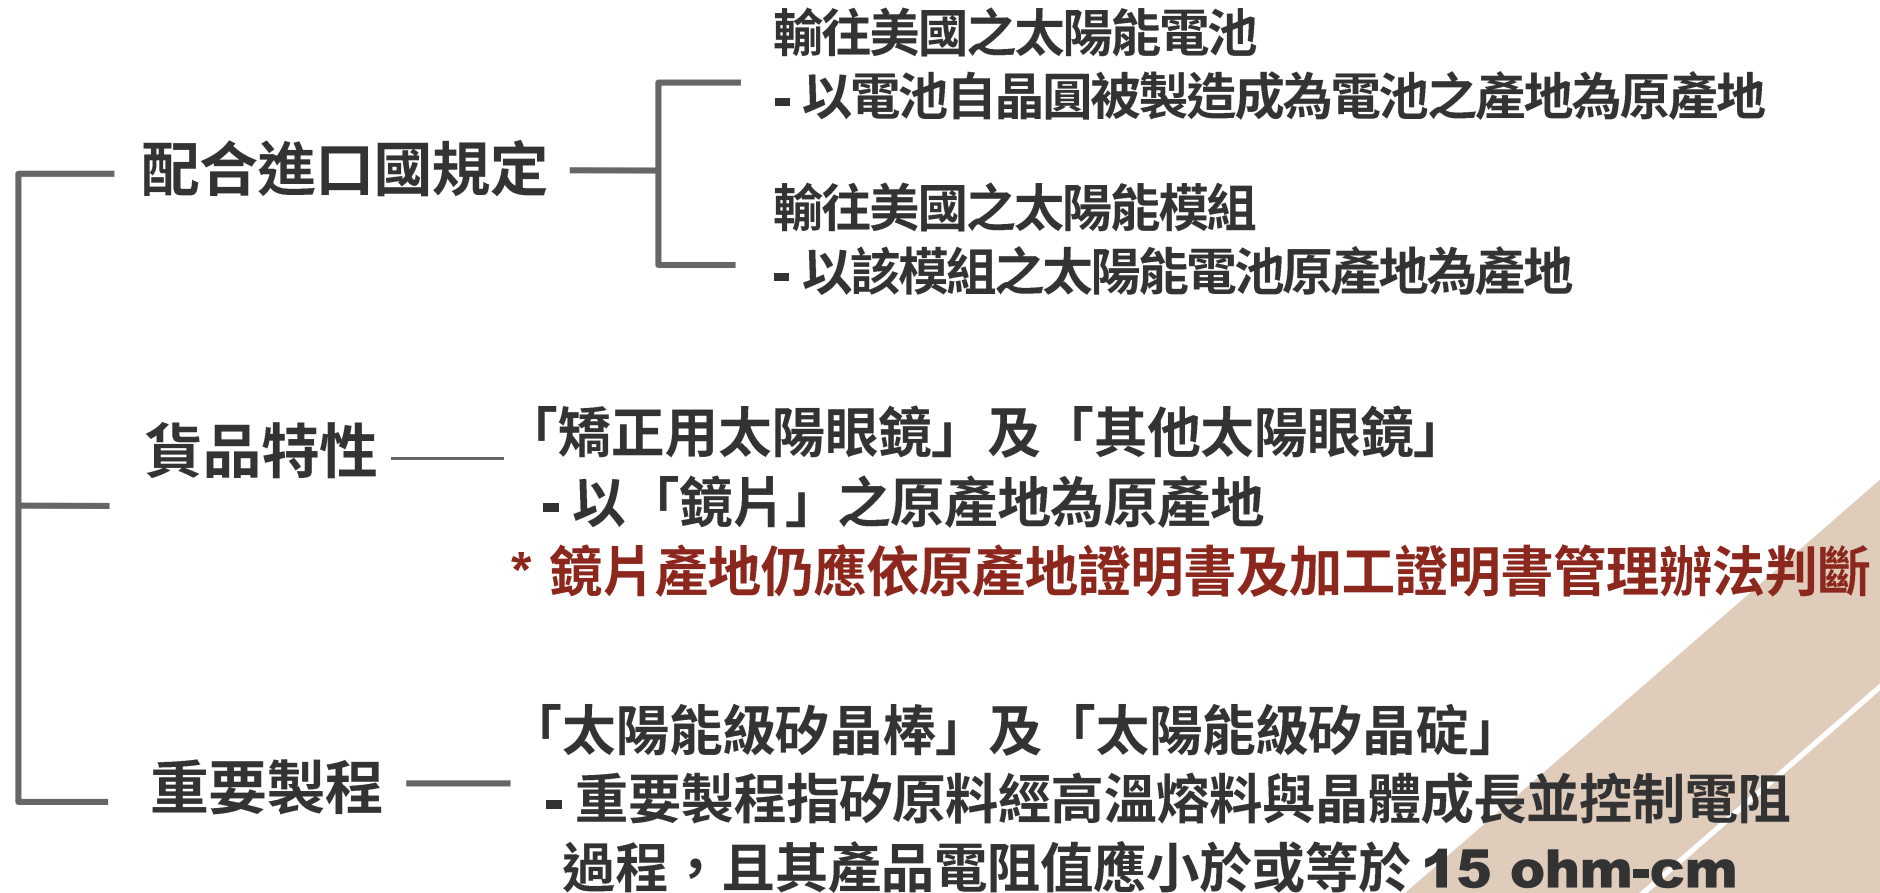 配合進口國規定
輸往美國之太陽能電池
- 以電池自晶圓被製造成為電池之產地為原產地
輸往美國之太陽能模組
- 以該模組之太陽能電池原產地為產地
貨品特性
「矯正用太陽眼鏡」及「其他太陽眼鏡」
- 以「鏡片」之原產地為原產地
* 鏡片產地仍應依原產地證明書及加工證明書管理辦法判斷
重要製程
「太陽能級矽晶棒」及「太陽能級矽晶碇」
- 重要製程指矽原料經高溫熔料與晶體成長並控制電阻
過程，且其產品電阻值應小於或等於 15 ohm-cm